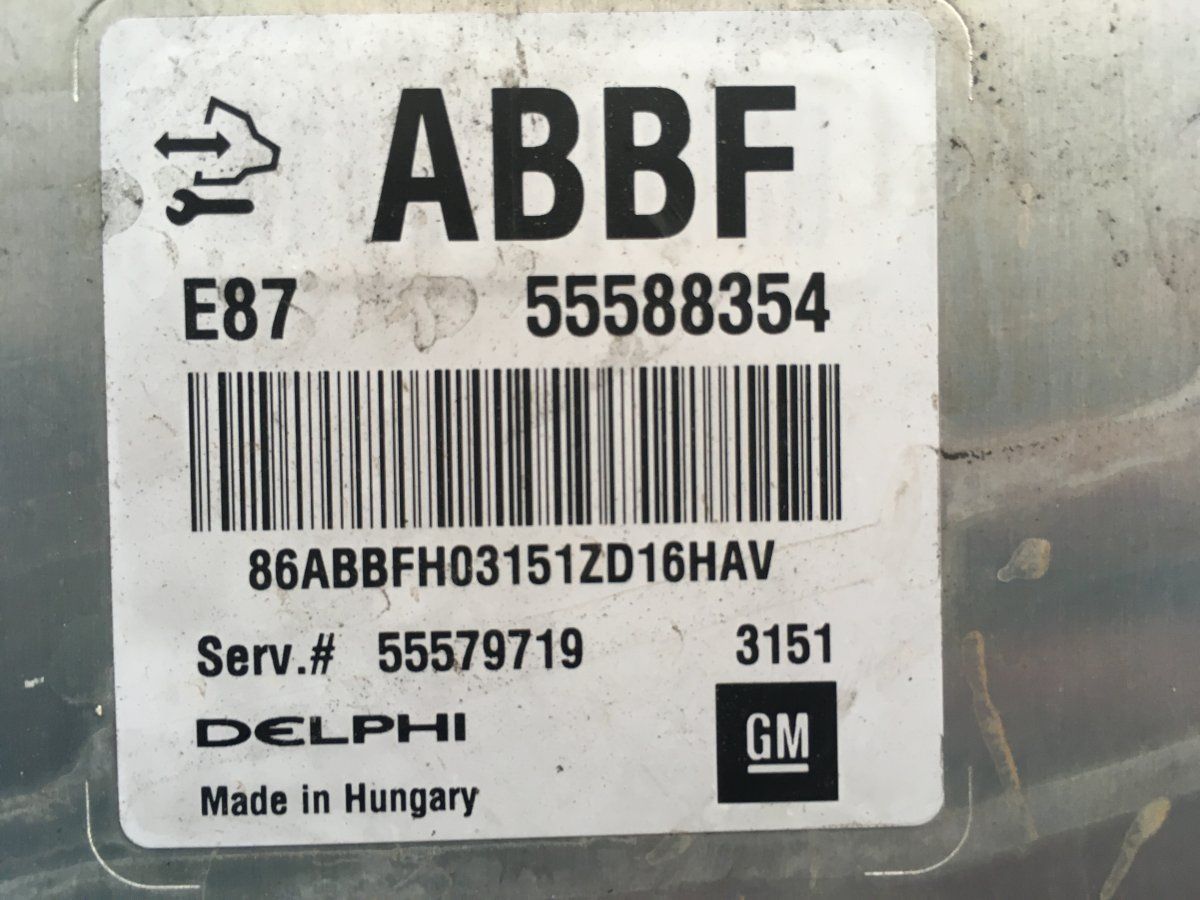 ABBF
E87 55588354
86ABBFH03151ZD16HAV
Serv.# 55579719 3151
DELPHI
GM
Made in Hungary